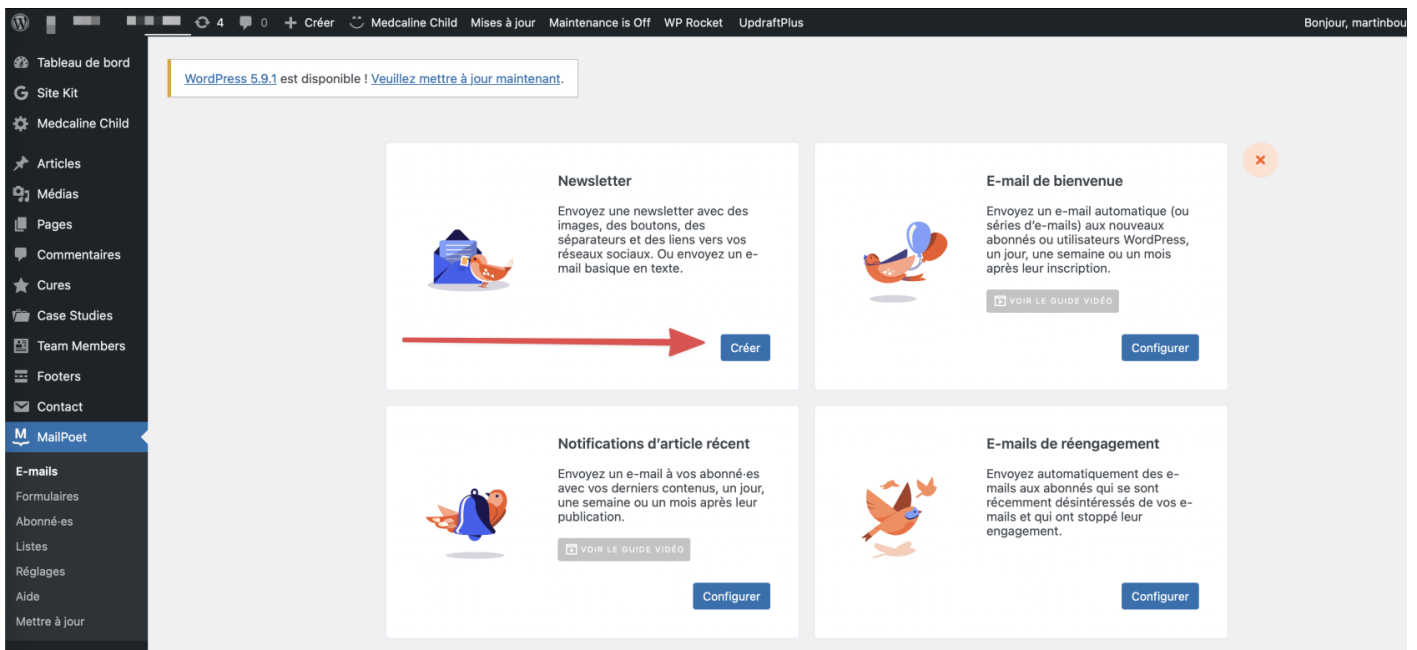 4 0 + Créer Medcaline Child Mises à jour Maintenance is Off WP Rocket UpdraftPlus Bonjour, martinbou
Tableau de bord
Site Kit
Medcaline Child
Articles
Médias
Pages
Commentaires
Cures
Case Studies
Team Members
Footers
Contact
MailPoet
E-mails
Formulaires
Abonné·es
Listes
Réglages
Aide
Mettre à jour
WordPress 5.9.1 est disponible ! Veuillez mettre à jour maintenant.
Newsletter
Envoyez une newsletter avec des
images, des boutons, des
séparateurs et des liens vers vos
réseaux sociaux. Ou envoyez un e-
mail basique en texte.
Créer
E-mail de bienvenue
Envoyez un e-mail automatique (ou
séries d’e-mails) aux nouveaux
abonnés ou utilisateurs WordPress,
un jour, une semaine ou un mois
après leur inscription.
VOIR LE GUIDE VIDÉO
Configurer
Notifications d’article récent
Envoyez un e-mail à vos abonné·es
avec vos derniers contenus, un jour,
une semaine ou un mois après leur
publication.
VOIR LE GUIDE VIDÉO
Configurer
E-mails de réengagement
Envoyez automatiquement des e-
mails aux abonnés qui se sont
récemment désintéressés de vos e-
mails et qui ont stoppé leur
engagement.
Configurer